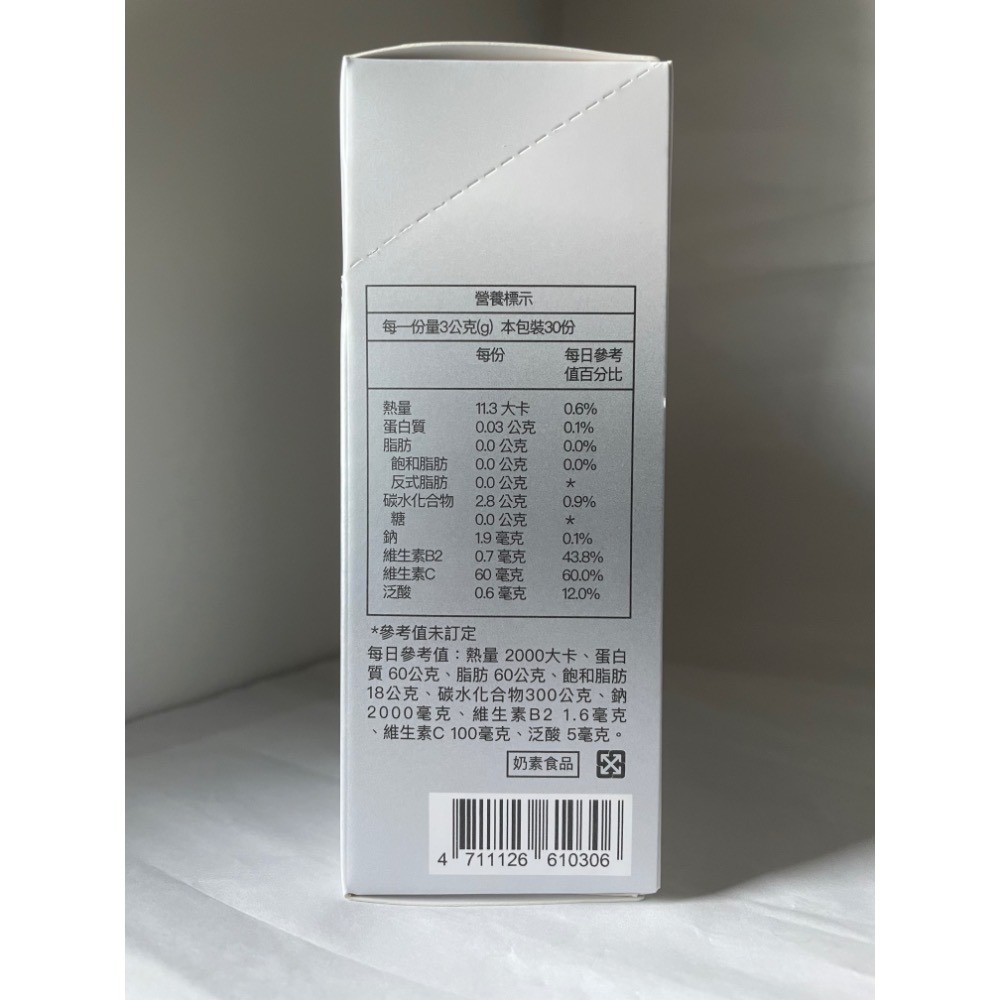 營養標示
每一份量3公克(g) 本包裝30份
每份 每日參考
值百分比
熱量 11.3 大卡 0.6%
蛋白質 0.03 公克 0.1%
脂肪 0.0 公克 0.0%
飽和脂肪 0.0 公克 0.0%
反式脂肪 0.0 公克 *
碳水化合物 2.8 公克 0.9%
糖 0.0 公克 *
鈉 1.9 毫克 0.1%
維生素B2 0.7 毫克 43.8%
維生素C 60 毫克 60.0%
泛酸 0.6 毫克 12.0%
*參考值未訂定
每日參考值：熱量 2000大卡、蛋白
質 60公克、脂肪 60公克、飽和脂肪
18公克、碳水化合物300公克、鈉
2000毫克、維生素B2 1.6毫克
、維生素C 100毫克、泛酸 5毫克。
奶素食品
4 711126 610306